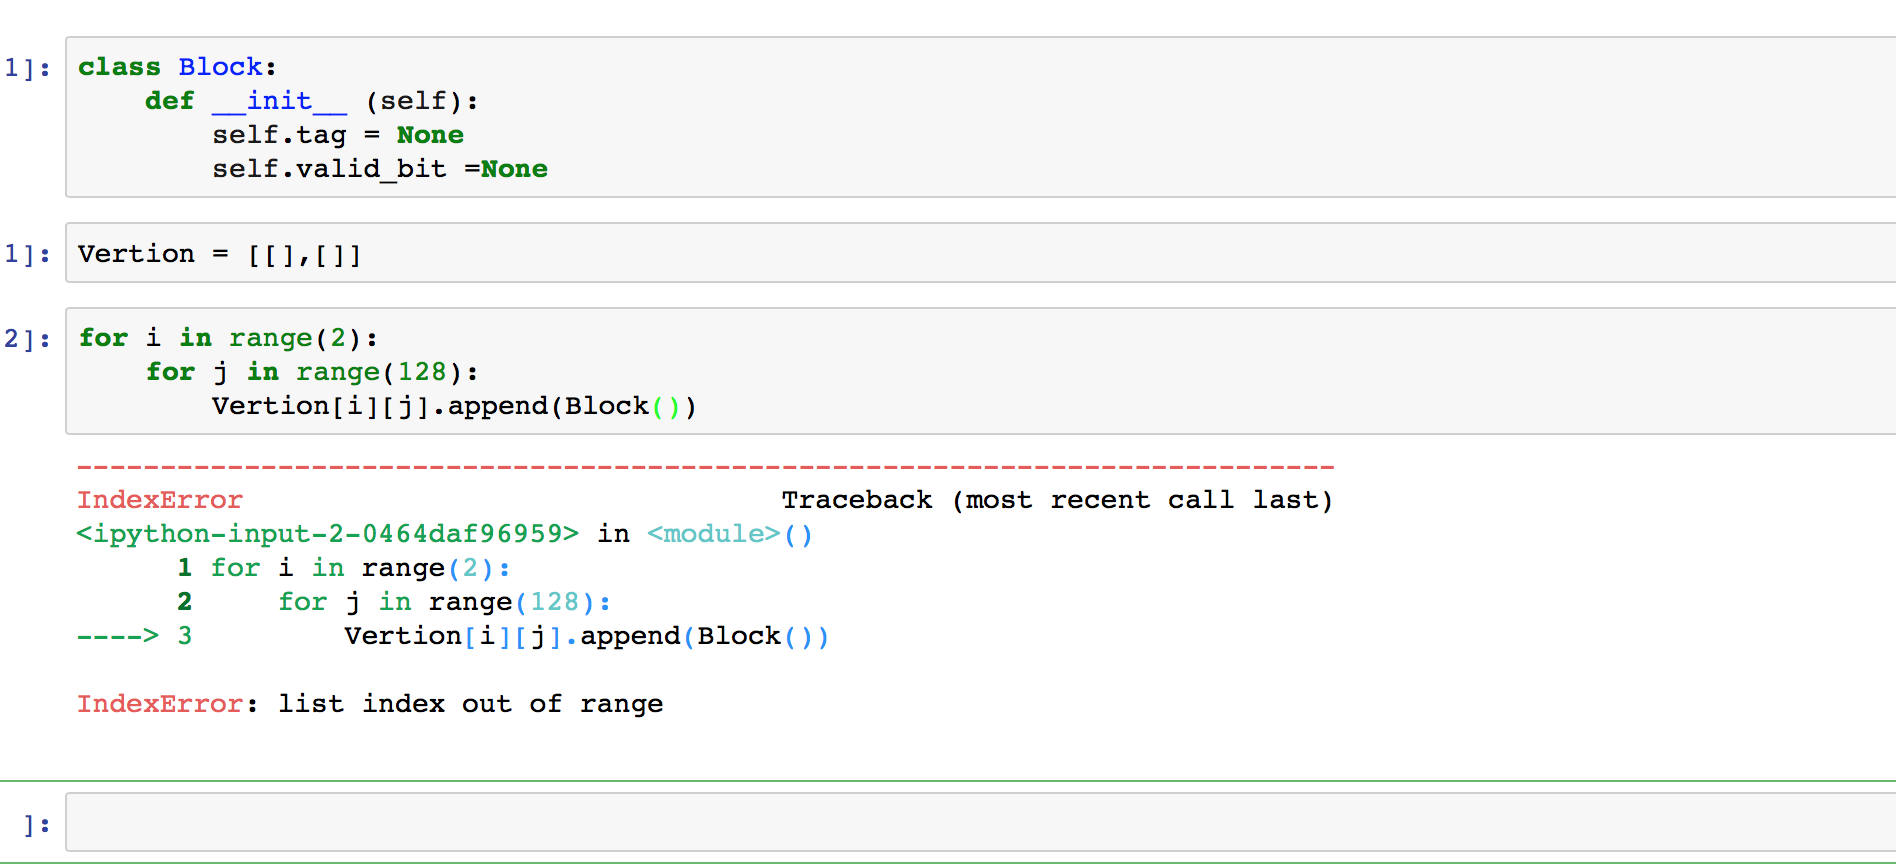 1]:
class Block:
    def __init__ (self):
        self.tag = None
        self.valid_bit =None
1]:
Vertion = [[],[]]
2]:
for i in range(2):
    for j in range(128):
        Vertion[i][j].append(Block())
---------------------------------------------------------------------------
IndexError                                Traceback (most recent call last)
<ipython-input-2-0464daf96959> in <module>()
      1 for i in range(2):
      2     for j in range(128):
----> 3         Vertion[i][j].append(Block())

IndexError: list index out of range
]: